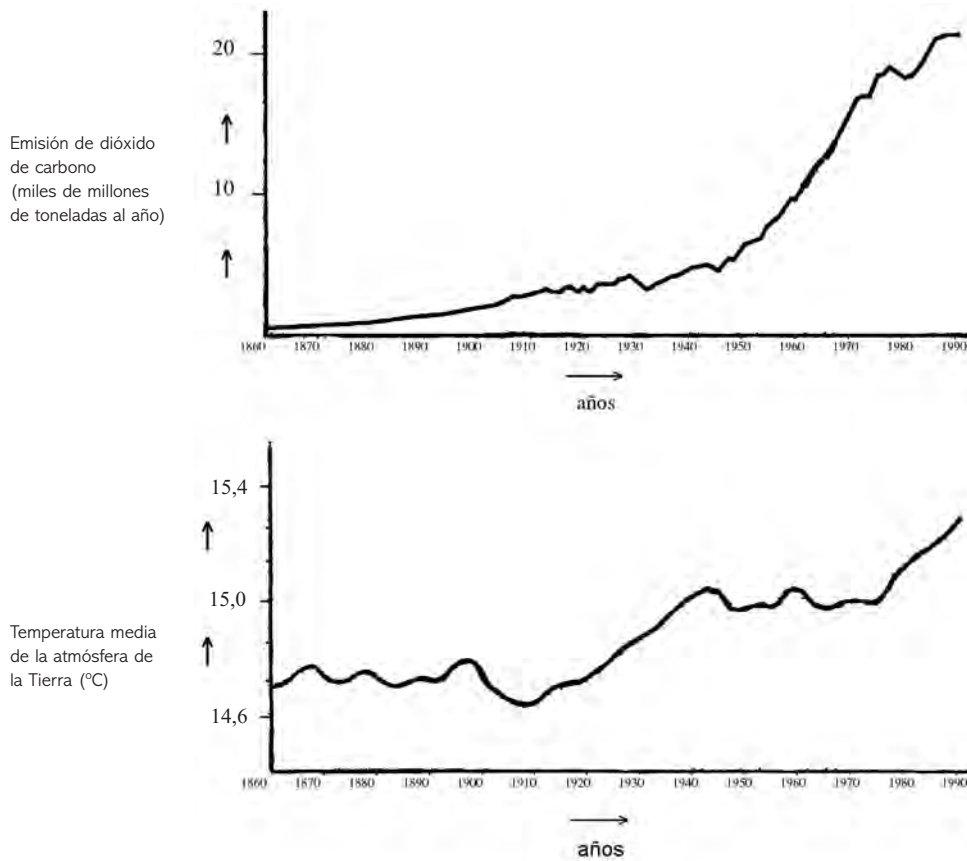 20
Emisión de dióxido
de carbono
(miles de millones
de toneladas al año)
10
1860 1870 1880 1890 1900 1910 1920 1930 1940 1950 1960 1970 1980 1990
años
15,4
15,0
Temperatura media
de la atmósfera de
la Tierra (ºC)
14,6
1860 1870 1880 1890 1900 1910 1920 1930 1940 1950 1960 1970 1980 1990
años